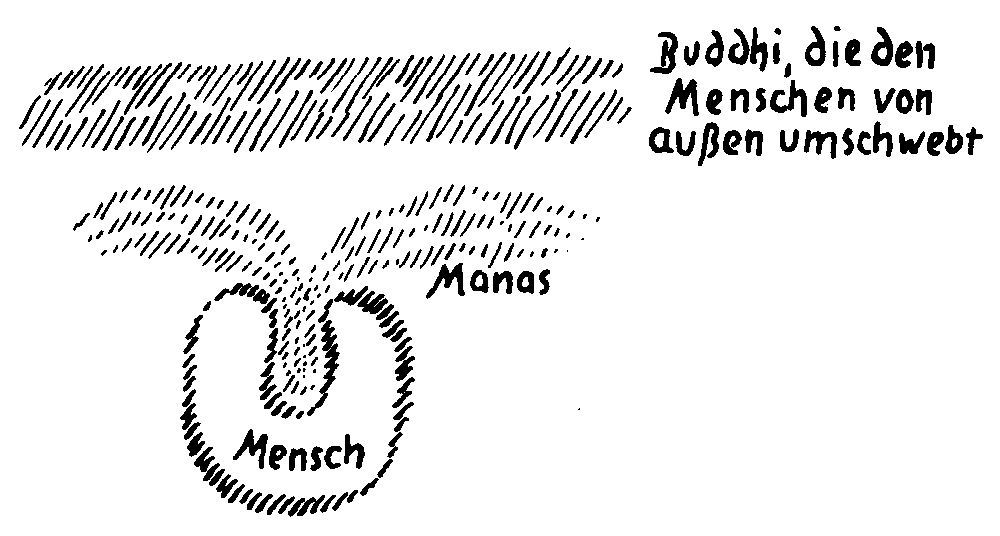 Buddhi, die den
Menschen von
außen umschwebt
Manas
Mensch